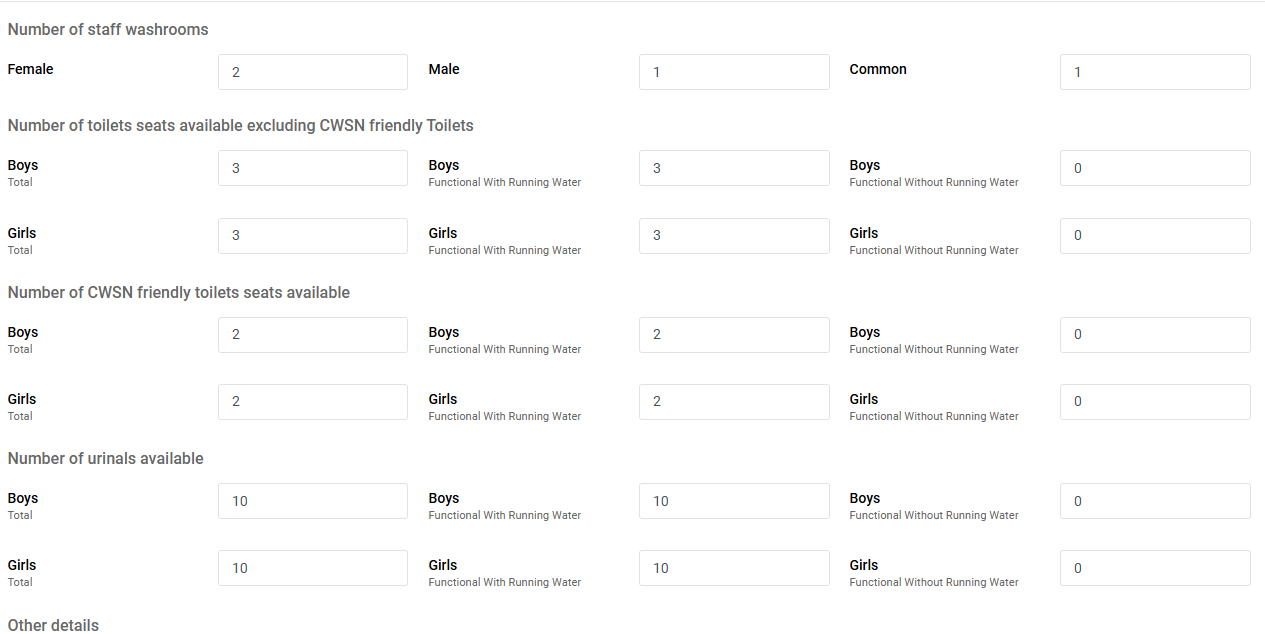 Number of staff washrooms
Female 2 Male 1 Common 1
Number of toilets seats available excluding CWSN friendly Toilets
Boys 3 Boys 3 Boys 0
Total Functional With Running Water Functional Without Running Water
Girls 3 Girls 3 Girls 0
Total Functional With Running Water Functional Without Running Water
Number of CWSN friendly toilets seats available
Boys 2 Boys 2 Boys 0
Total Functional With Running Water Functional Without Running Water
Girls 2 Girls 2 Girls 0
Total Functional With Running Water Functional Without Running Water
Number of urinals available
Boys 10 Boys 10 Boys 0
Total Functional With Running Water Functional Without Running Water
Girls 10 Girls 10 Girls 0
Total Functional With Running Water Functional Without Running Water
Other details